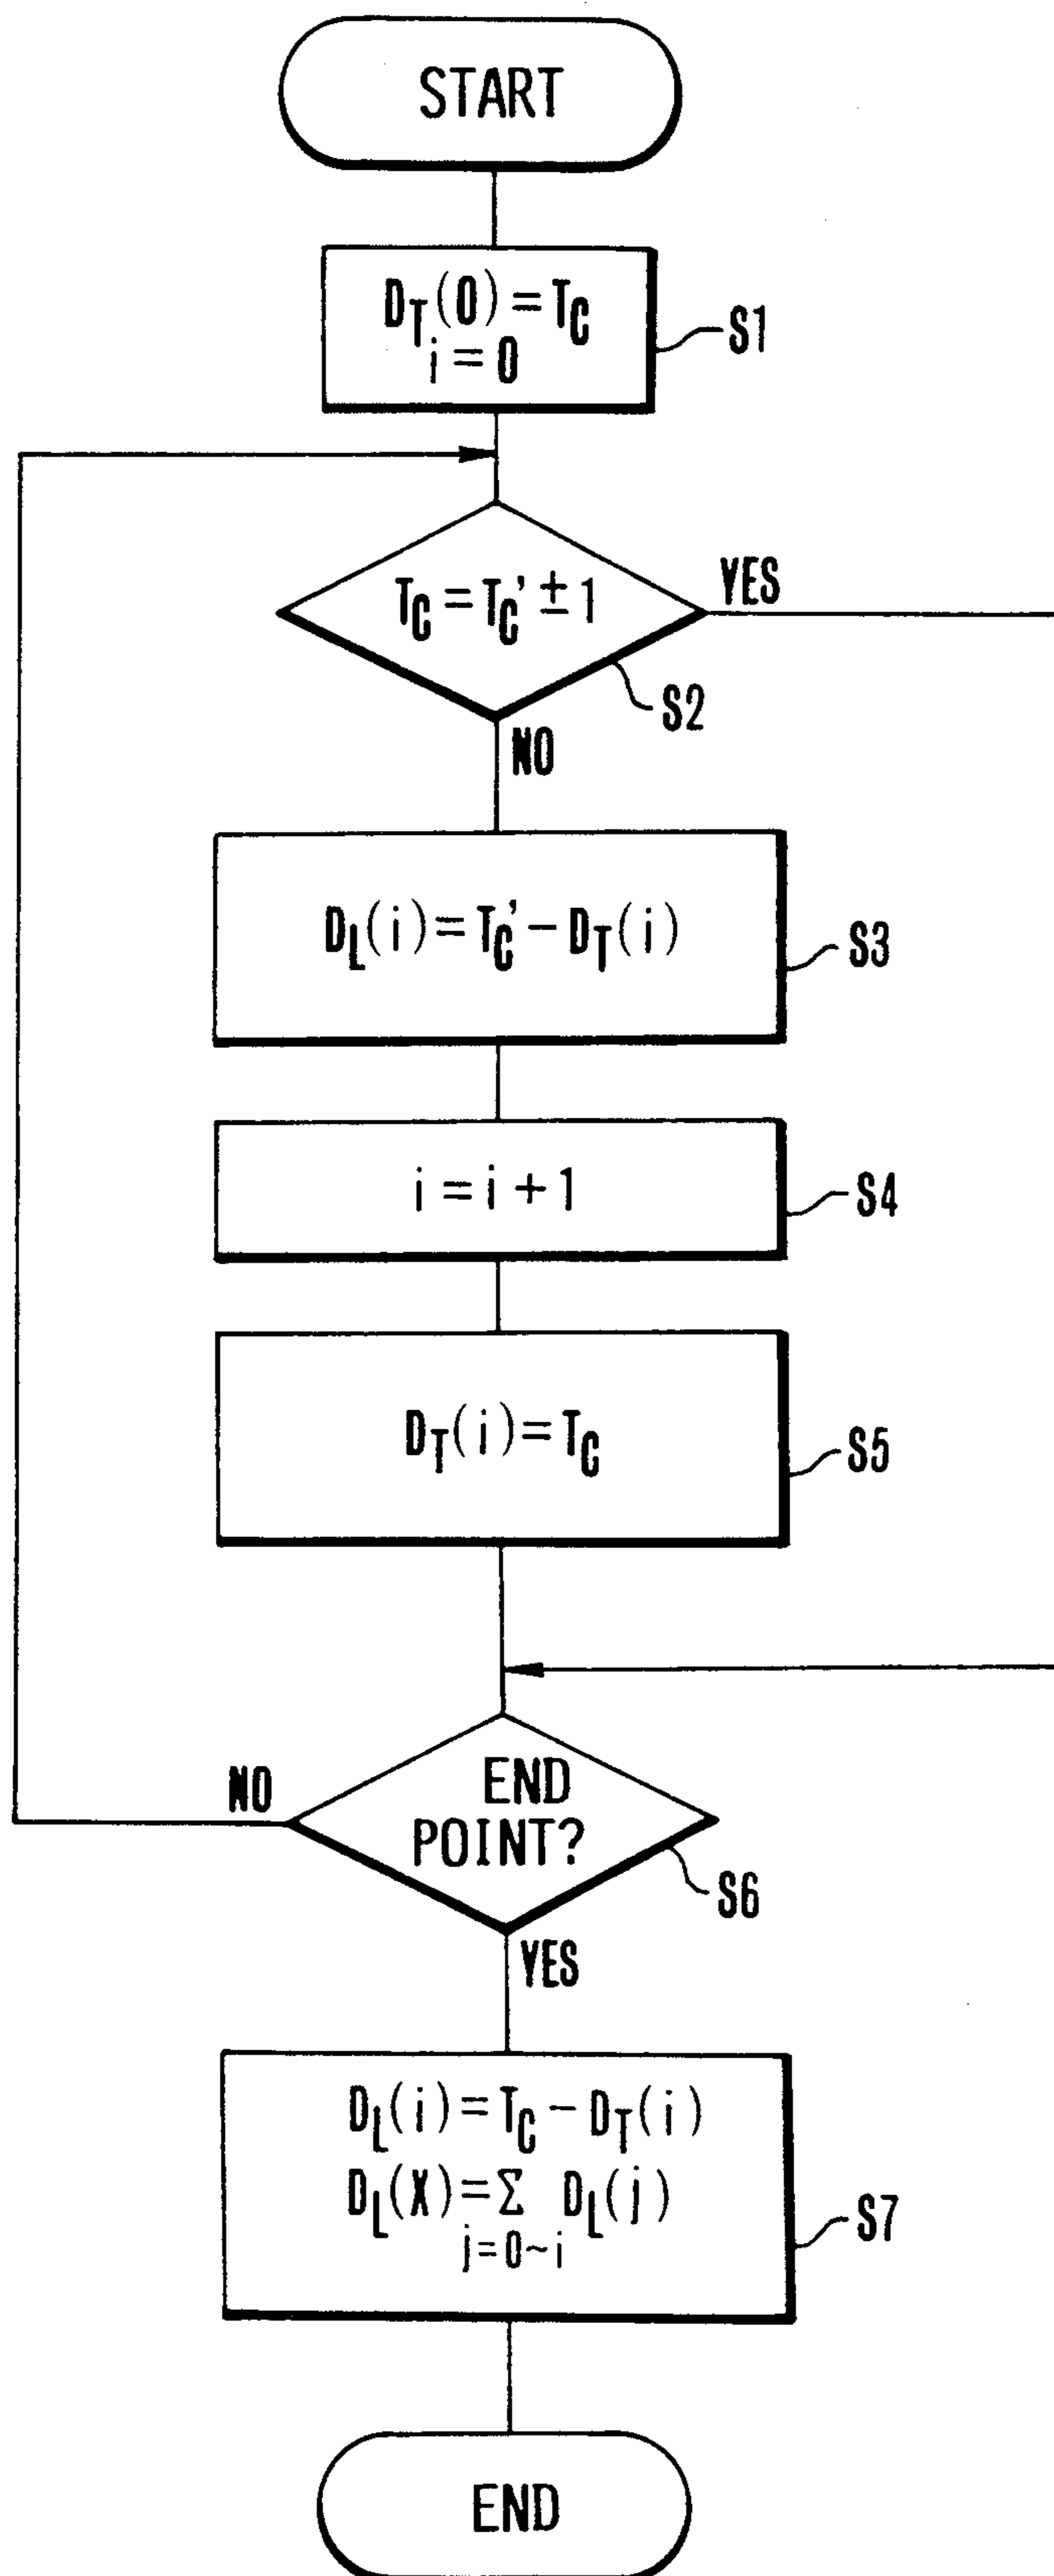 START
D_T(0) = T_C
i = 0
S1
T_C = T_C' ± 1
YES
S2
NO
D_L(i) = T_C' − D_T(i)
S3
i = i + 1
S4
D_T(i) = T_C
S5
END
POINT?
NO
S6
YES
D_L(i) = T_C − D_T(i)
D_L(X) = Σ D_L(j)
j = 0 ~ i
S7
END